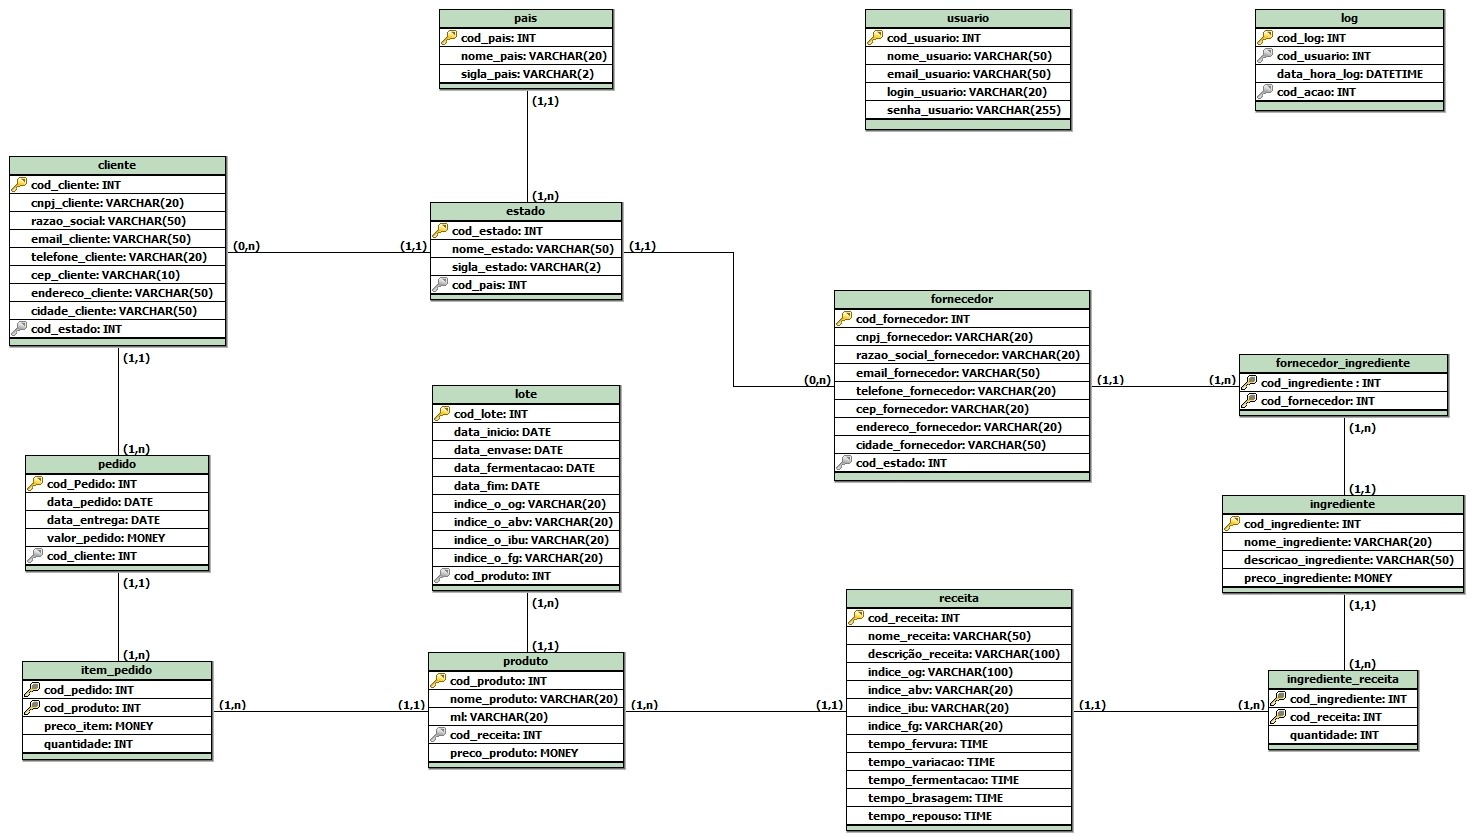 pais
cod_pais: INT
nome_pais: VARCHAR(20)
sigla_pais: VARCHAR(2)
(1,1)
(1,n)
usuario
cod_usuario: INT
nome_usuario: VARCHAR(50)
email_usuario: VARCHAR(50)
login_usuario: VARCHAR(20)
senha_usuario: VARCHAR(255)
log
cod_log: INT
cod_usuario: INT
data_hora_log: DATETIME
cod_acao: INT
cliente
cod_cliente: INT
cnpj_cliente: VARCHAR(20)
razao_social: VARCHAR(50)
email_cliente: VARCHAR(50)
telefone_cliente: VARCHAR(20)
cep_cliente: VARCHAR(10)
endereco_cliente: VARCHAR(50)
cidade_cliente: VARCHAR(50)
cod_estado: INT
(0,n)
(1,1)
(1,1)
(1,n)
estado
cod_estado: INT
nome_estado: VARCHAR(50)
sigla_estado: VARCHAR(2)
cod_pais: INT
(1,1)
(0,n)
fornecedor
cod_fornecedor: INT
cnpj_fornecedor: VARCHAR(20)
razao_social_fornecedor: VARCHAR(20)
email_fornecedor: VARCHAR(50)
telefone_fornecedor: VARCHAR(20)
cep_fornecedor: VARCHAR(20)
endereco_fornecedor: VARCHAR(20)
cidade_fornecedor: VARCHAR(50)
cod_estado: INT
(1,1)
(1,n)
fornecedor_ingrediente
cod_ingrediente : INT
cod_fornecedor: INT
(1,n)
(1,1)
lote
cod_lote: INT
data_inicio: DATE
data_envase: DATE
data_fermentacao: DATE
data_fim: DATE
indice_o_og: VARCHAR(20)
indice_o_abv: VARCHAR(20)
indice_o_ibu: VARCHAR(20)
indice_o_fg: VARCHAR(20)
cod_produto: INT
(1,n)
(1,1)
pedido
cod_Pedido: INT
data_pedido: DATE
data_entrega: DATE
valor_pedido: MONEY
cod_cliente: INT
(1,1)
(1,n)
ingrediente
cod_ingrediente: INT
nome_ingrediente: VARCHAR(20)
descricao_ingrediente: VARCHAR(50)
preco_ingrediente: MONEY
(1,1)
(1,n)
item_pedido
cod_pedido: INT
cod_produto: INT
preco_item: MONEY
quantidade: INT
(1,n)
(1,1)
produto
cod_produto: INT
nome_produto: VARCHAR(20)
ml: VARCHAR(20)
cod_receita: INT
preco_produto: MONEY
(1,n)
(1,1)
receita
cod_receita: INT
nome_receita: VARCHAR(50)
descrição_receita: VARCHAR(100)
indice_og: VARCHAR(100)
indice_abv: VARCHAR(20)
indice_ibu: VARCHAR(20)
indice_fg: VARCHAR(20)
tempo_fervura: TIME
tempo_variacao: TIME
tempo_fermentacao: TIME
tempo_brasagem: TIME
tempo_repouso: TIME
(1,1)
(1,n)
ingrediente_receita
cod_ingrediente: INT
cod_receita: INT
quantidade: INT